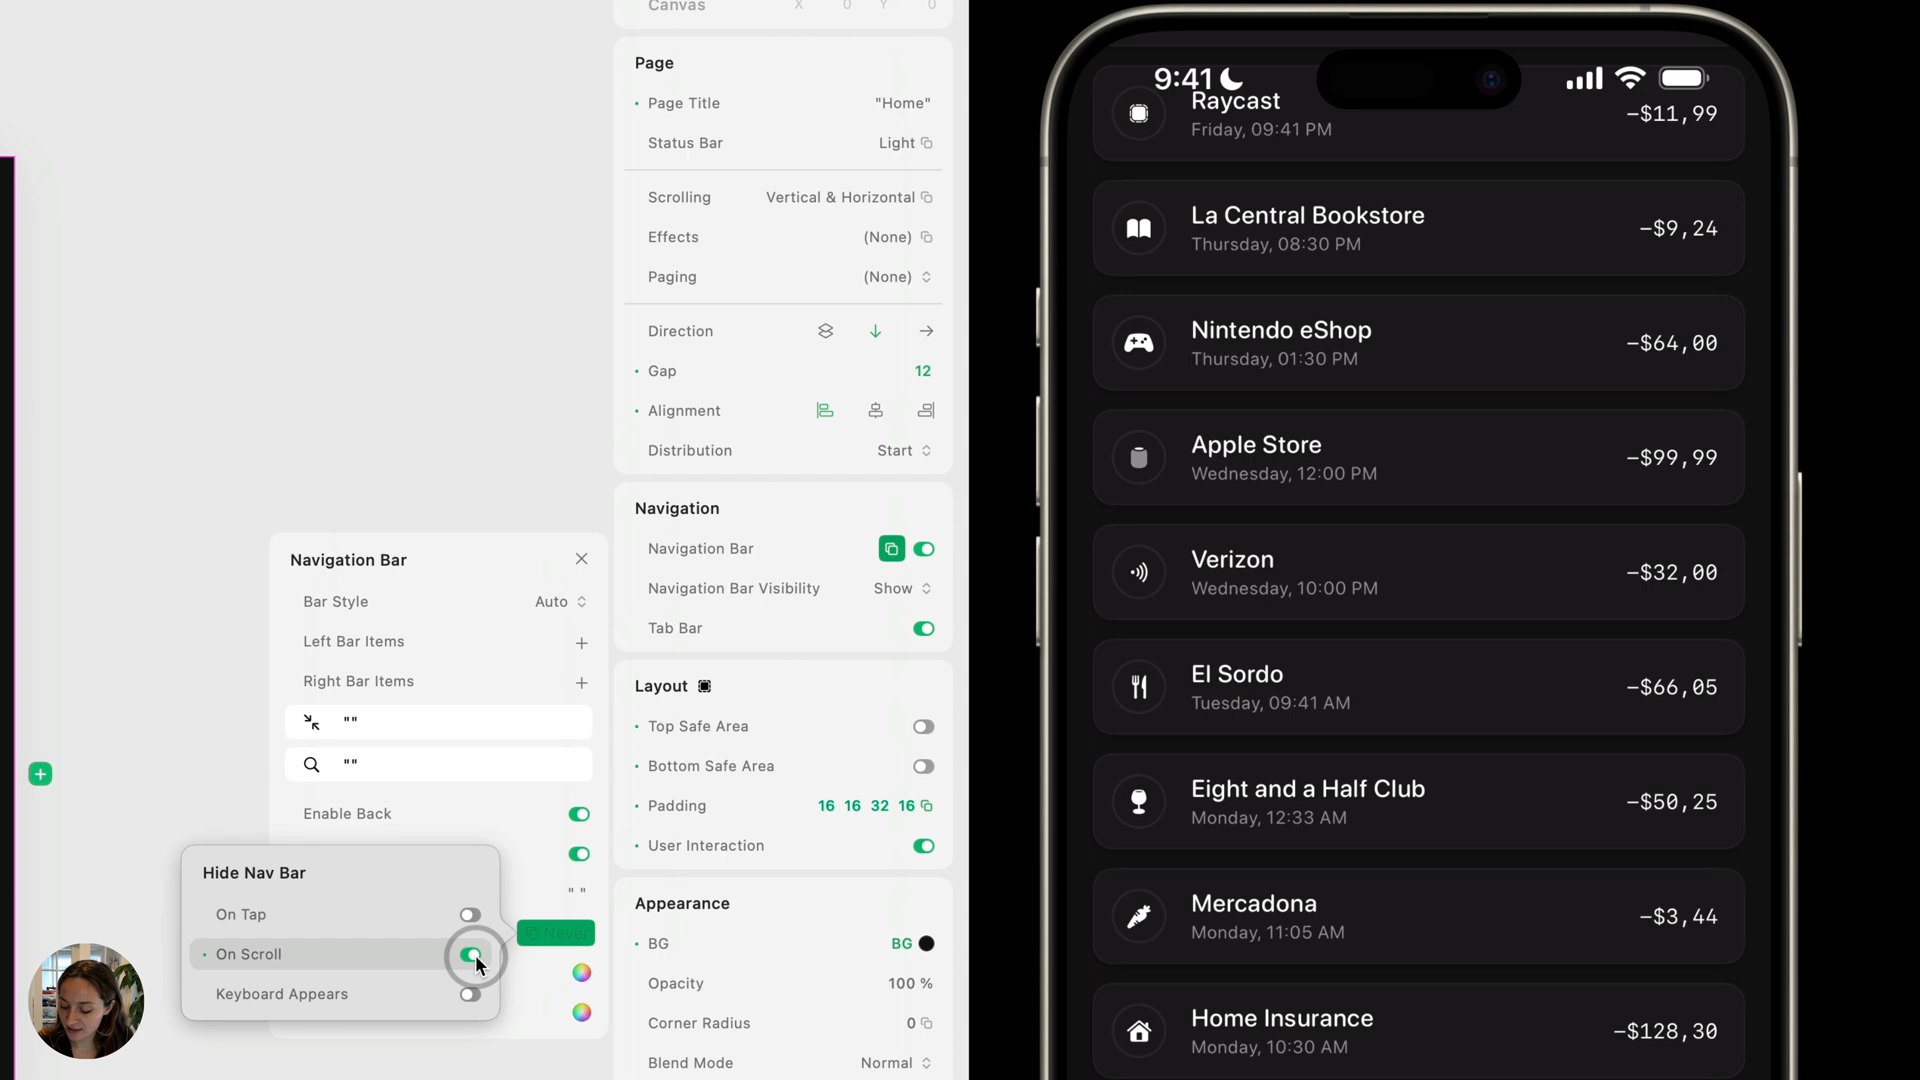 Canvas X 0 Y 0
Page
Page Title "Home"
Status Bar Light
Scrolling Vertical & Horizontal
Effects (None)
Paging (None)
Direction
Gap 12
Alignment
Distribution Start
Navigation
Navigation Bar
Navigation Bar Visibility Show
Tab Bar
Layout
Top Safe Area
Bottom Safe Area
Padding 16 16 32 16
User Interaction
Appearance
BG BG
Opacity 100 %
Corner Radius 0
Blend Mode Normal
Navigation Bar
Bar Style Auto
Left Bar Items
Right Bar Items
""
""
Enable Back
" "
Never
Hide Nav Bar
On Tap
On Scroll
Keyboard Appears
9:41
Raycast
Friday, 09:41 PM
−$11,99
La Central Bookstore
Thursday, 08:30 PM
−$9,24
Nintendo eShop
Thursday, 01:30 PM
−$64,00
Apple Store
Wednesday, 12:00 PM
−$99,99
Verizon
Wednesday, 10:00 PM
−$32,00
El Sordo
Tuesday, 09:41 AM
−$66,05
Eight and a Half Club
Monday, 12:33 AM
−$50,25
Mercadona
Monday, 11:05 AM
−$3,44
Home Insurance
Monday, 10:30 AM
−$128,30